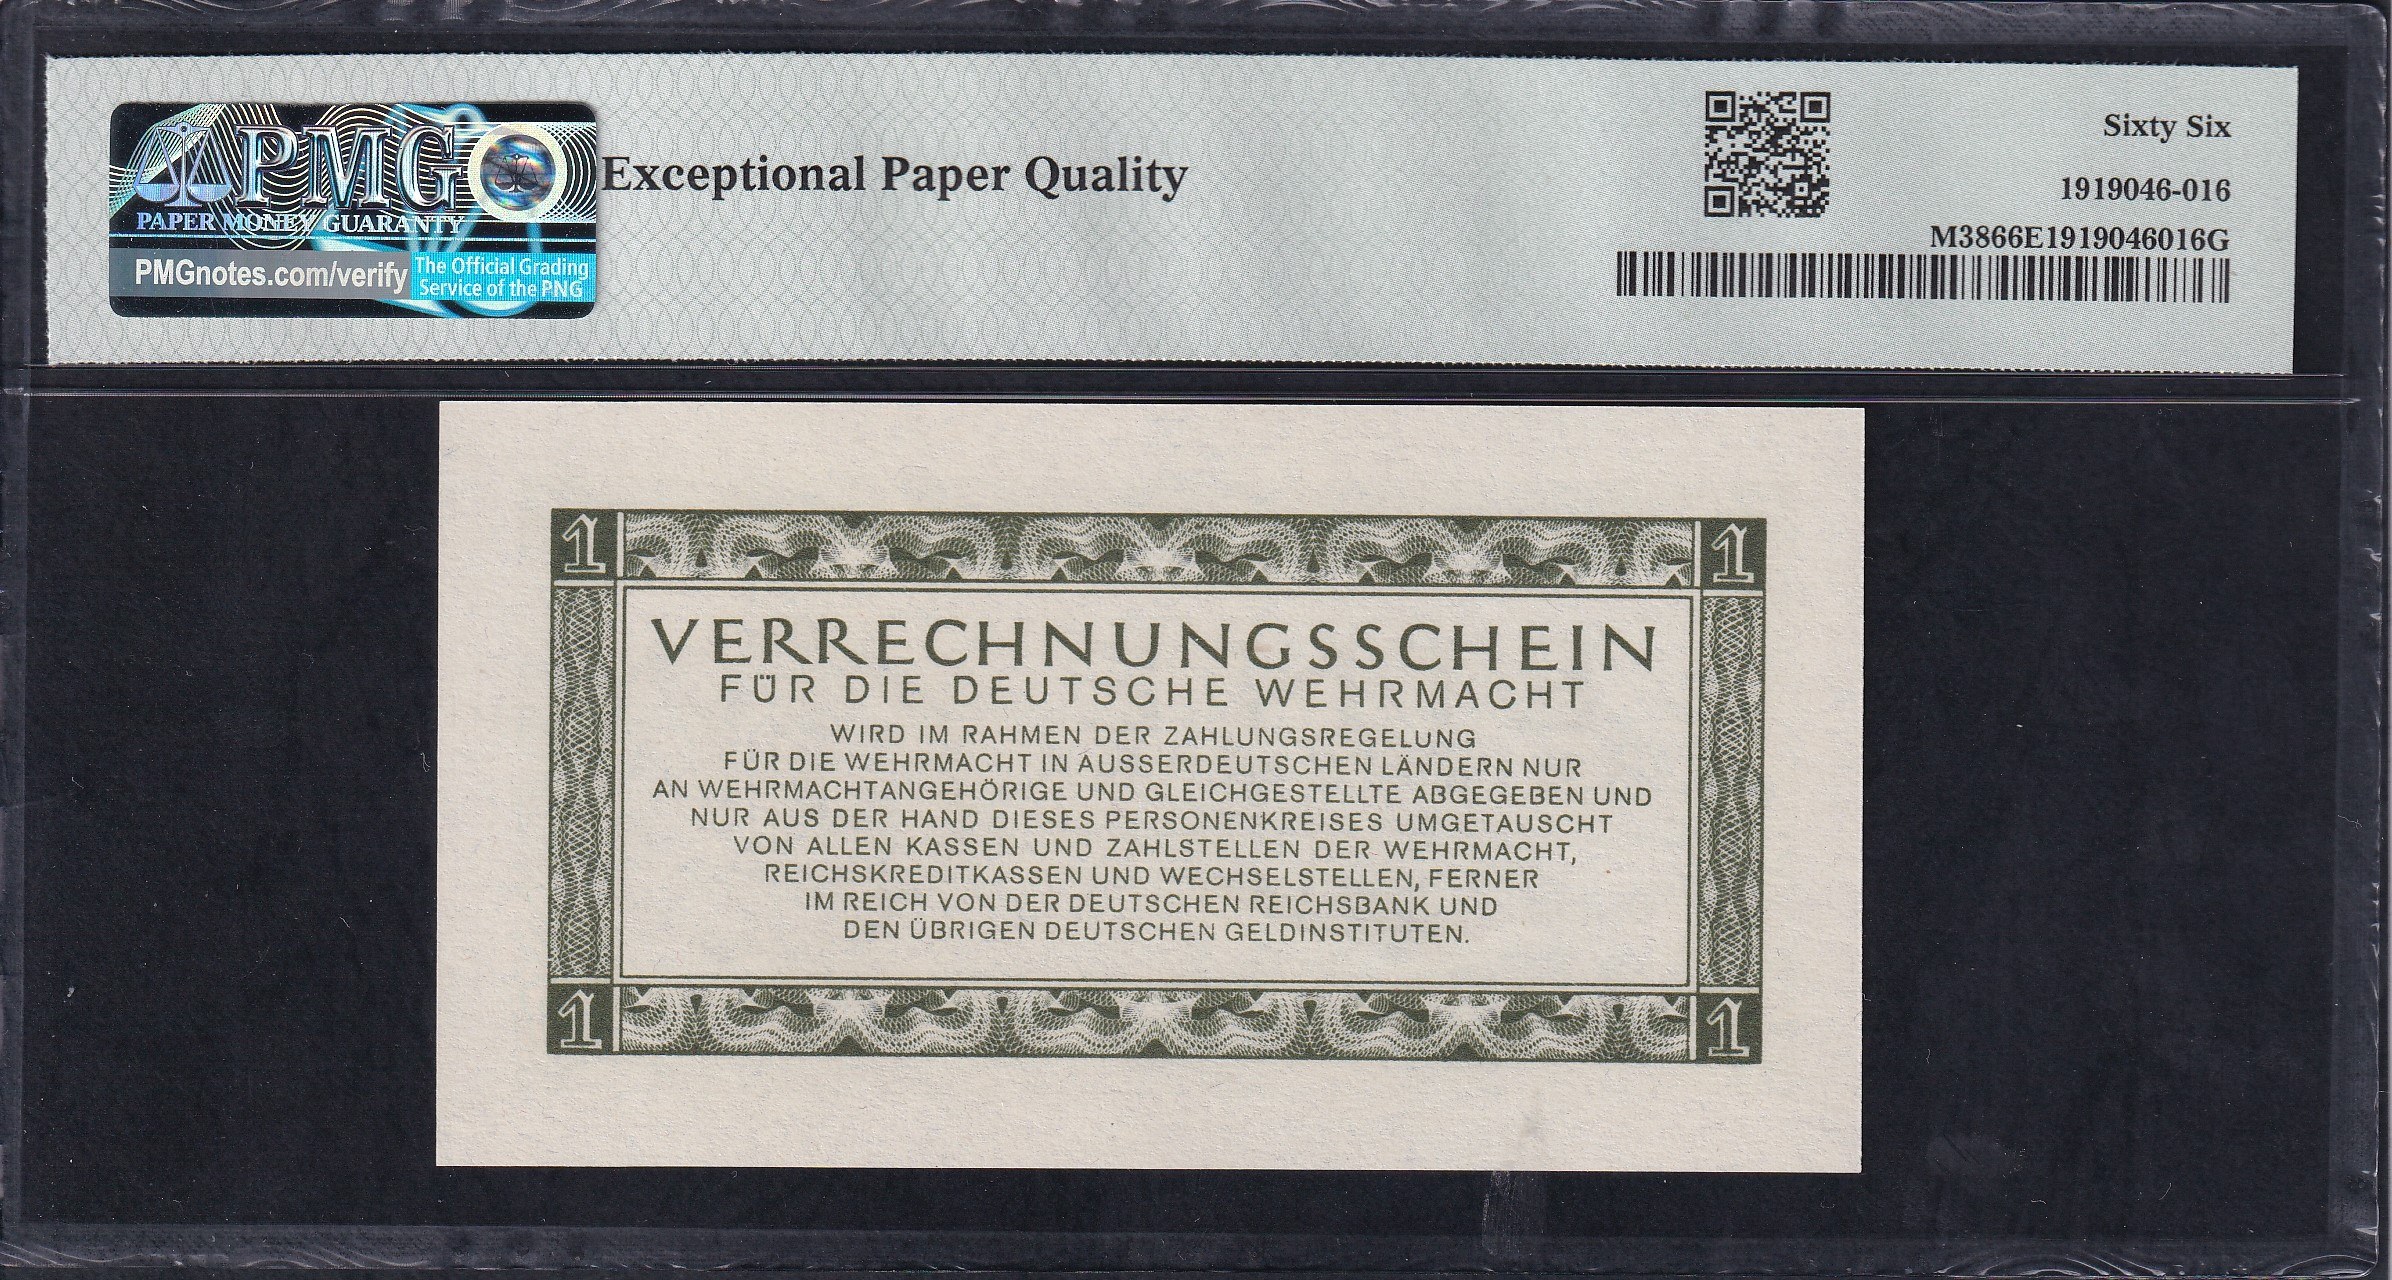 PMG
PAPER MONEY GUARANTY
PMGnotes.com/verify
The Official Grading
Service of the PNG
Exceptional Paper Quality
Sixty Six
1919046-016
M3866E1919046016G
1
1
VERRECHNUNGSSCHEIN
FÜR DIE DEUTSCHE WEHRMACHT
WIRD IM RAHMEN DER ZAHLUNGSREGELUNG
FÜR DIE WEHRMACHT IN AUSSERDEUTSCHEN LÄNDERN NUR
AN WEHRMACHTANGEHÖRIGE UND GLEICHGESTELLTE ABGEGEBEN UND
NUR AUS DER HAND DIESES PERSONENKREISES UMGETAUSCHT
VON ALLEN KASSEN UND ZAHLSTELLEN DER WEHRMACHT,
REICHSKREDITKASSEN UND WECHSELSTELLEN, FERNER
IM REICH VON DER DEUTSCHEN REICHSBANK UND
DEN ÜBRIGEN DEUTSCHEN GELDINSTITUTEN.
1
1